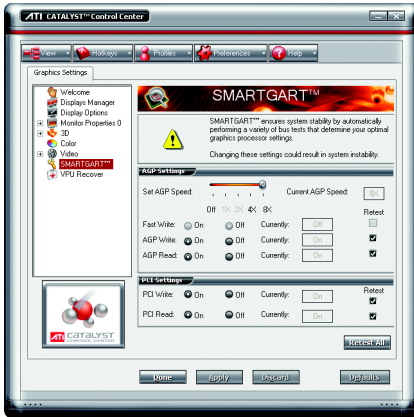 ATI CATALYST™ Control Center
View
Hotkeys
Profiles
Preferences
Help
Graphics Settings
Welcome
Displays Manager
Display Options
Monitor Properties 0
3D
Color
Video
SMARTGART™
VPU Recover
SMARTGART™
SMARTGART™ ensures system stability by automatically
performing a variety of bus tests that determine your optimal
graphics processor settings.
Changing these settings could result in system instability.
AGP Settings
Set AGP Speed:
Current AGP Speed:
8X
Off 1X 2X 4X 8X
Retest
Fast Write: On Off Currently: Off
AGP Write: On Off Currently: On
AGP Read: On Off Currently: On
PCI Settings
Retest
PCI Write: On Off Currently: On
PCI Read: On Off Currently: On
Retest All
ATI CATALYST
CONTROL CENTER
Done
Apply
Discard
Defaults